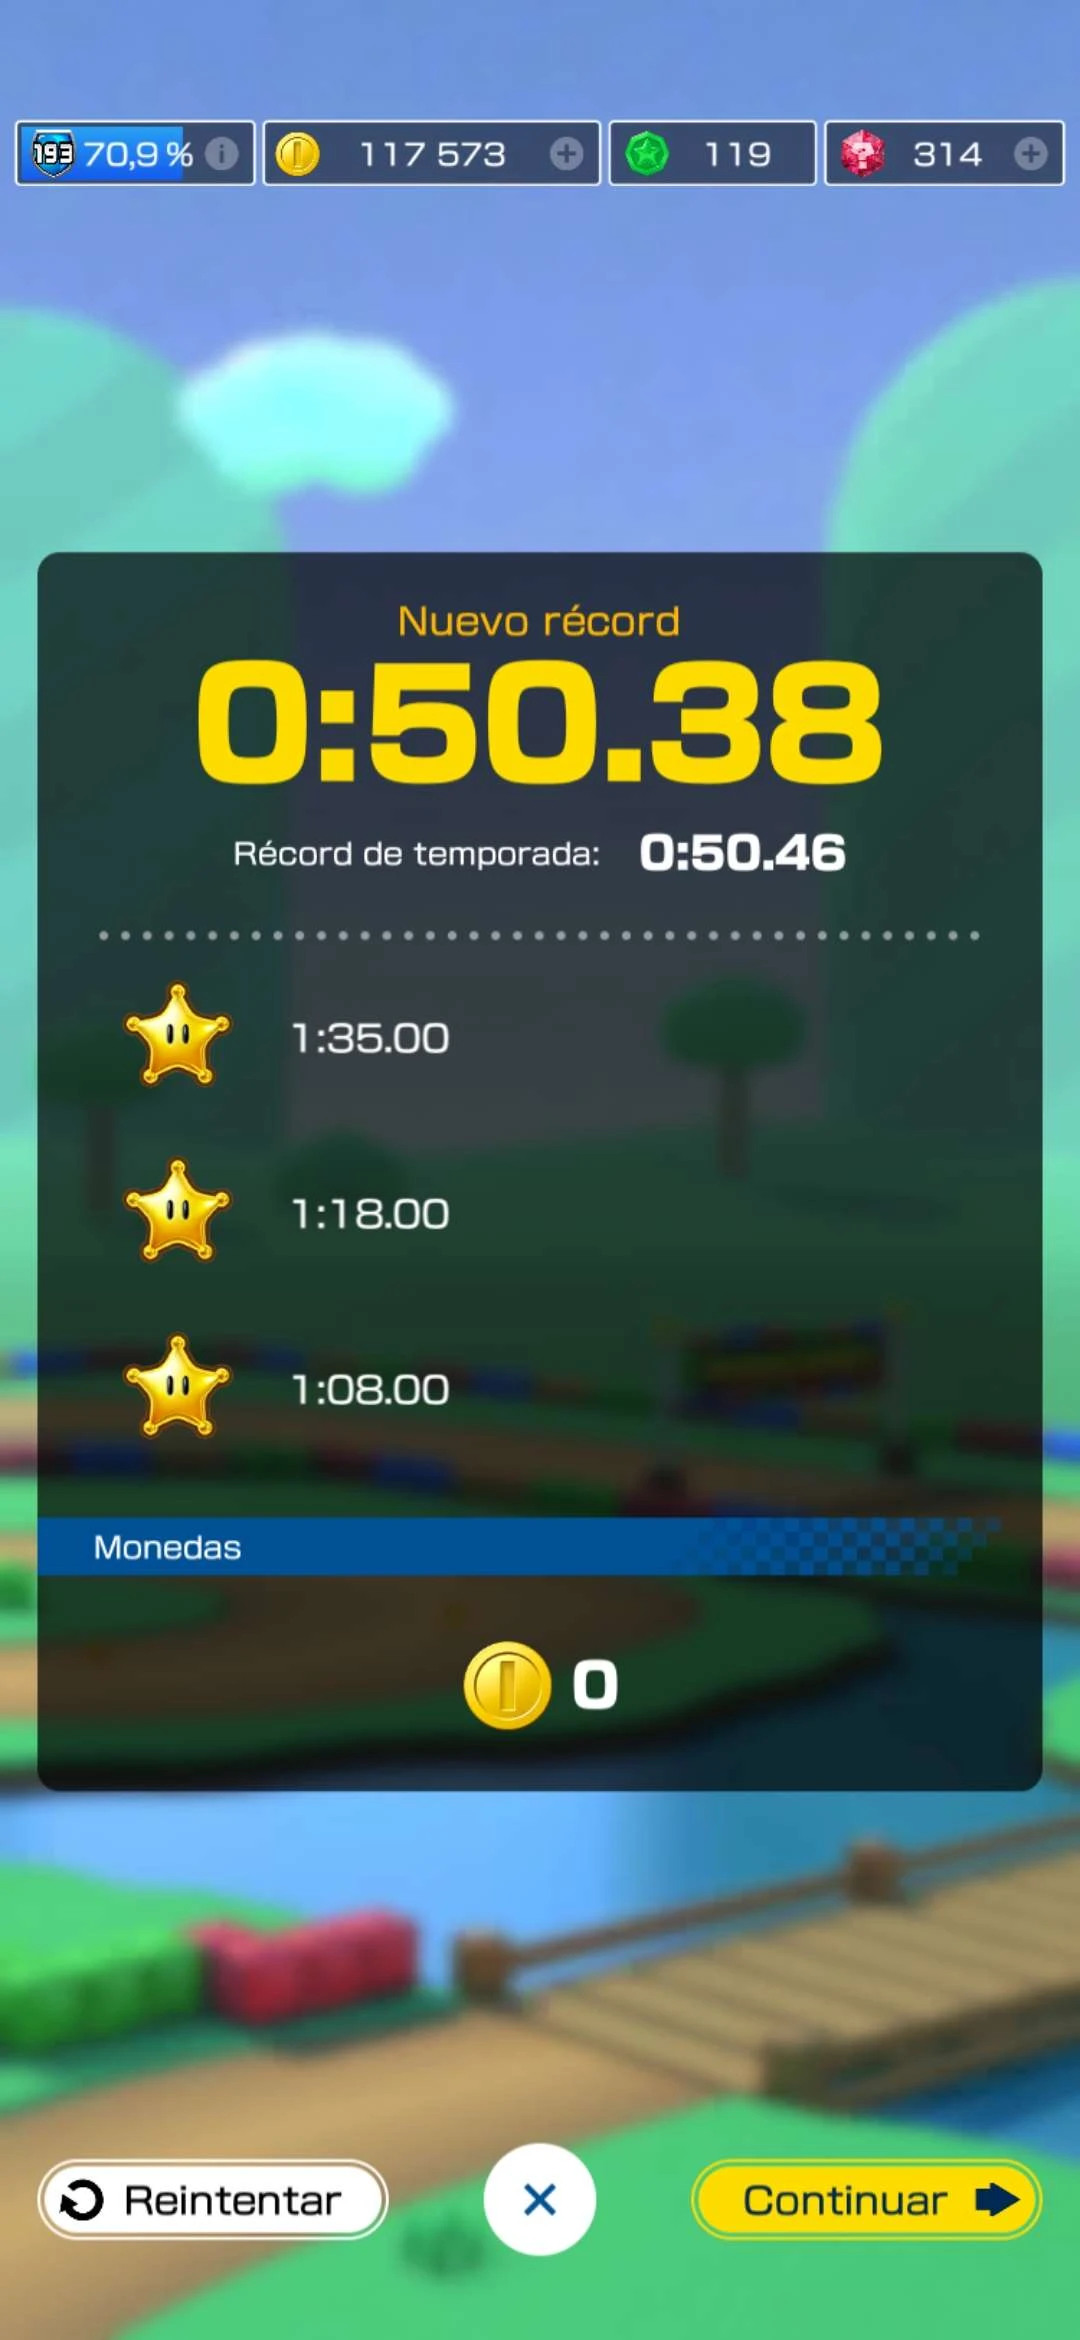 193 70,9 % i 117 573 + 119 ? 314 +
Nuevo récord
0:50.38
Récord de temporada: 0:50.46
1:35.00
1:18.00
1:08.00
Monedas
0
Reintentar × Continuar